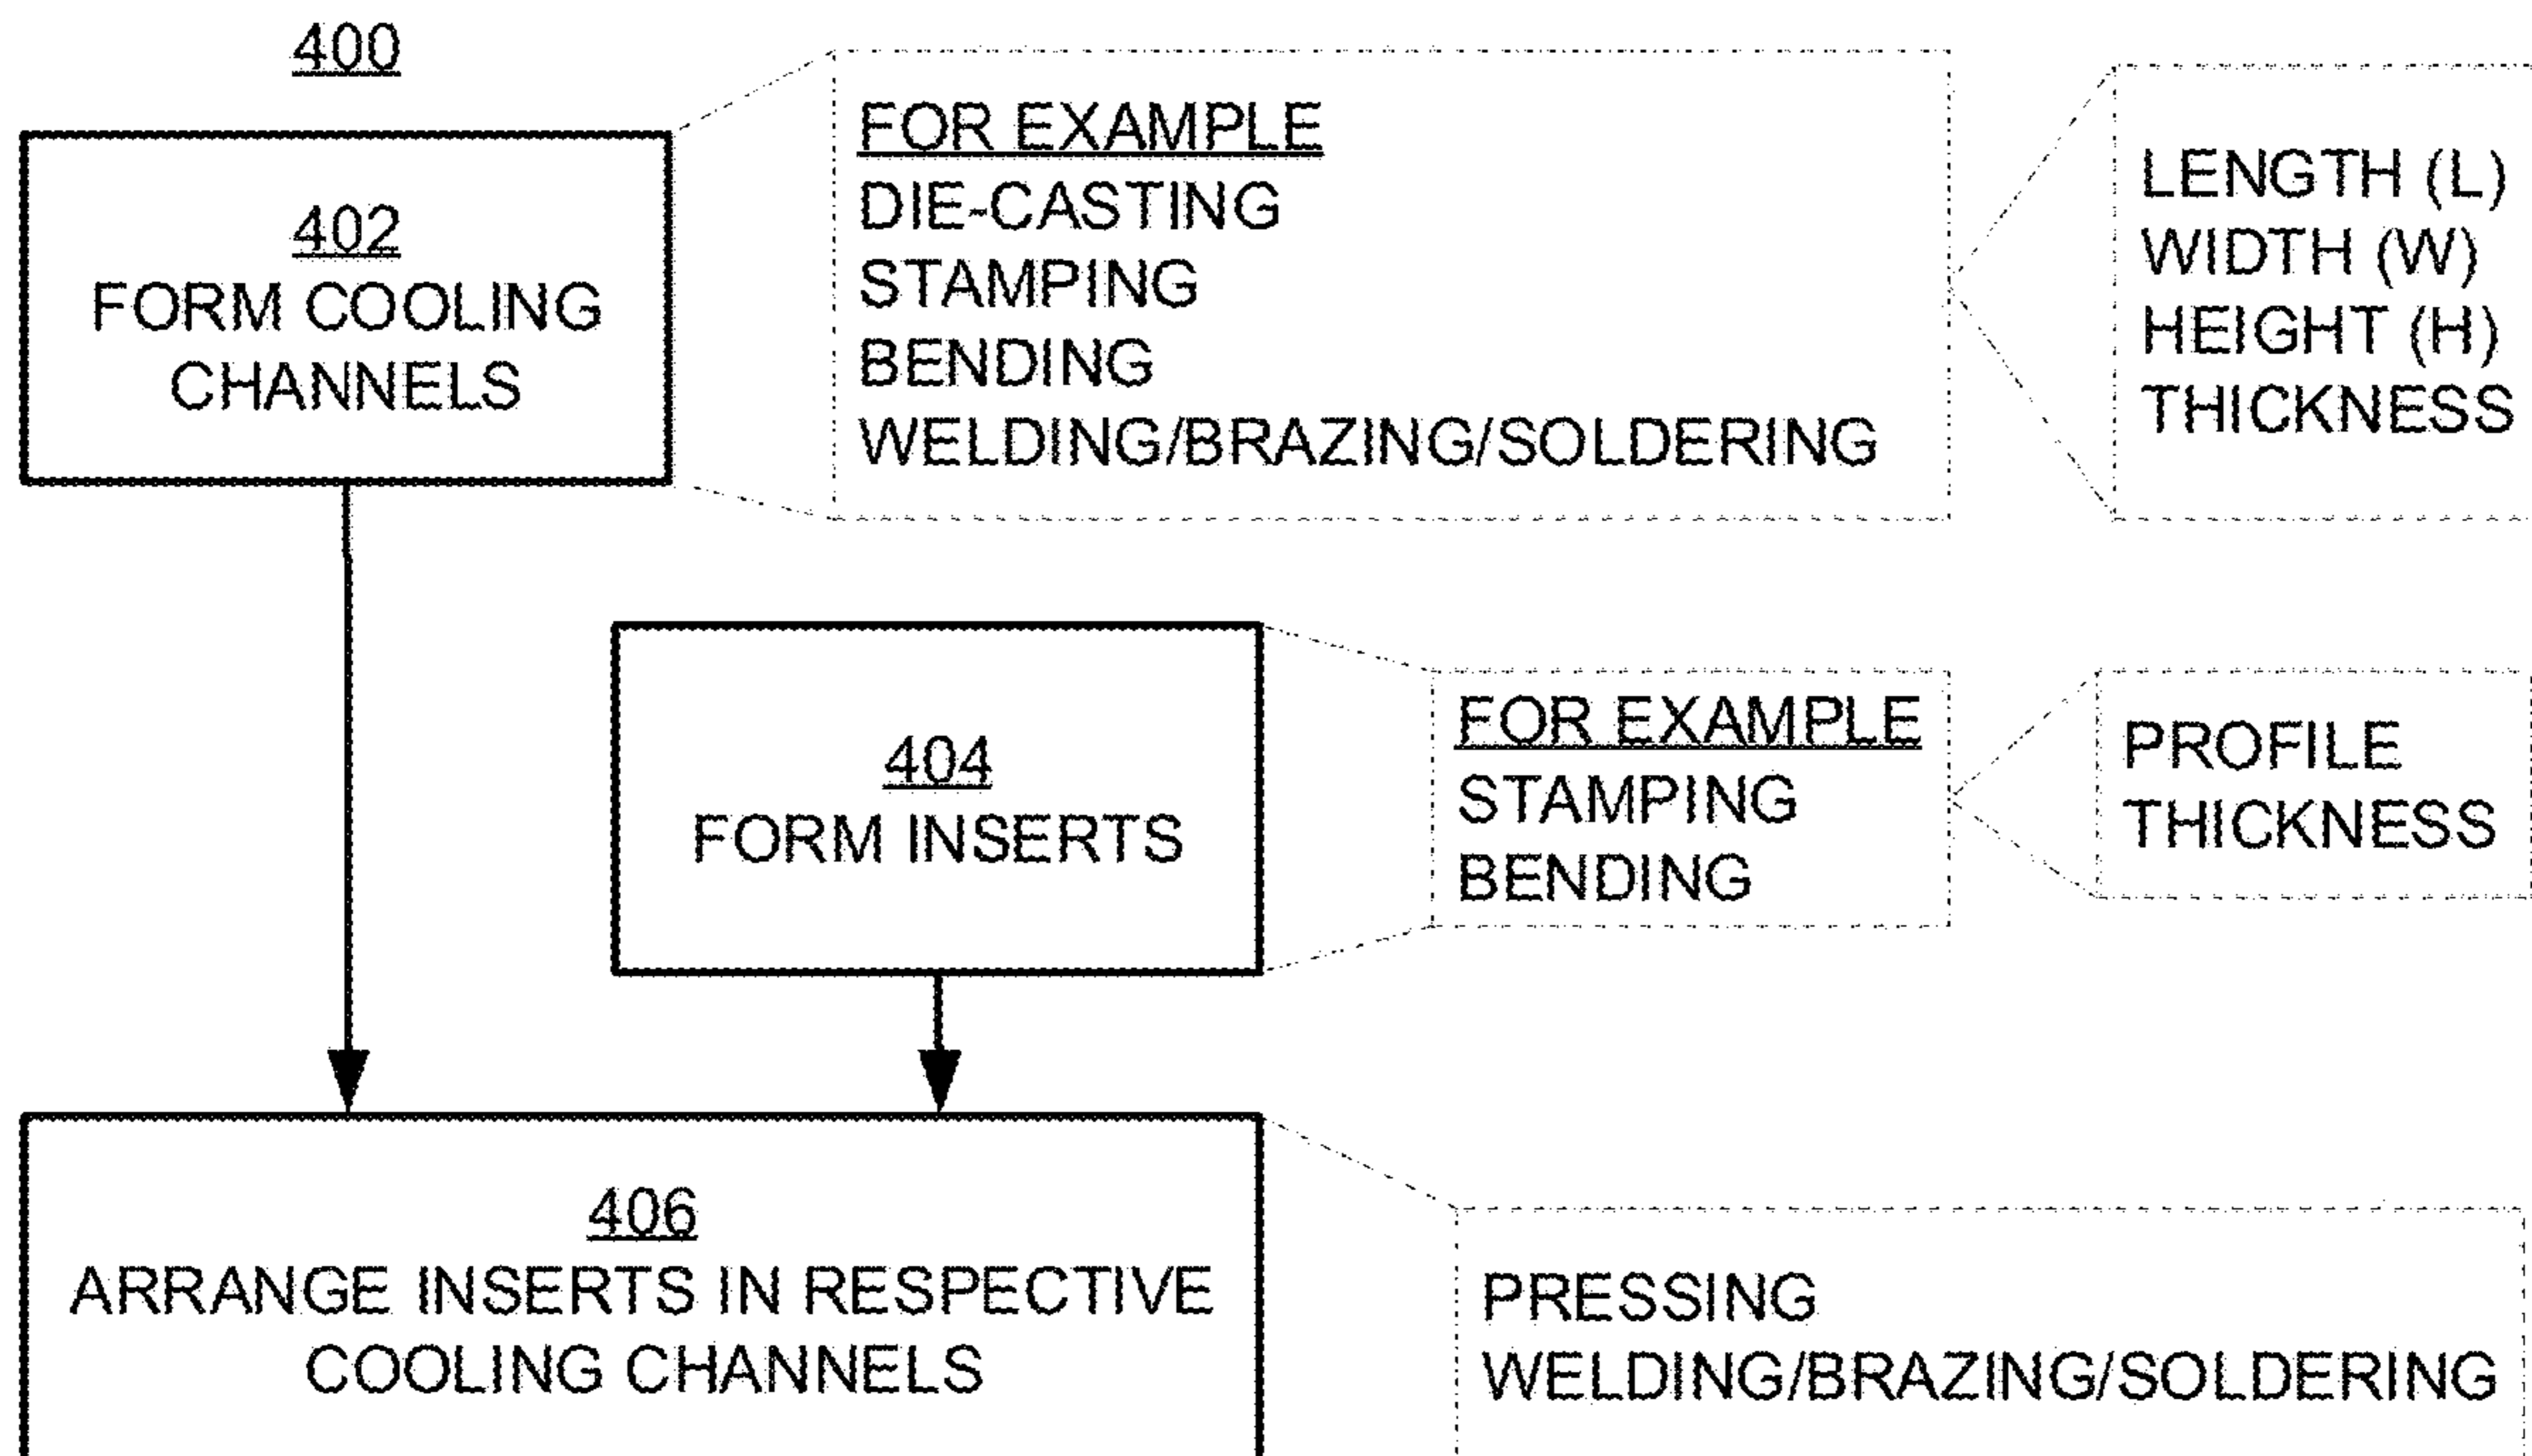 400
402
FORM COOLING
CHANNELS
FOR EXAMPLE
DIE-CASTING
STAMPING
BENDING
WELDING/BRAZING/SOLDERING
LENGTH (L)
WIDTH (W)
HEIGHT (H)
THICKNESS
404
FORM INSERTS
FOR EXAMPLE
STAMPING
BENDING
PROFILE
THICKNESS
406
ARRANGE INSERTS IN RESPECTIVE
COOLING CHANNELS
PRESSING
WELDING/BRAZING/SOLDERING